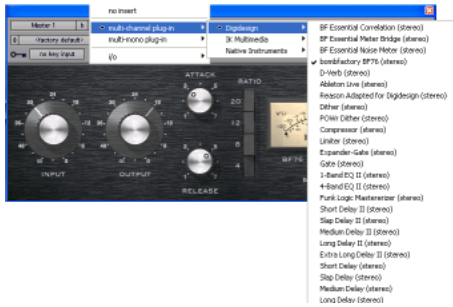 no insert
Master 1
multi-channel plug-in
multi-mono plug-in
i/o
<factory default>
no key input
Digidesign
IK Multimedia
Native Instruments
BF Essential Correlation (stereo)
BF Essential Meter Bridge (stereo)
BF Essential Noise Meter (stereo)
bombfactory BF76 (stereo)
D-Verb (stereo)
Ableton Live (stereo)
Reason Adapted for Digidesign (stereo)
Dither (stereo)
POWr Dither (stereo)
Compressor (stereo)
Limiter (stereo)
Expander-Gate (stereo)
Gate (stereo)
1-Band EQ II (stereo)
4-Band EQ II (stereo)
Funk Logic Mastererizer (stereo)
Short Delay II (stereo)
Slap Delay II (stereo)
Medium Delay II (stereo)
Long Delay II (stereo)
Extra Long Delay II (stereo)
Short Delay (stereo)
Slap Delay (stereo)
Medium Delay (stereo)
Long Delay (stereo)
ATTACK
RATIO
20
12
8
4
INPUT
OUTPUT
RELEASE
BF76